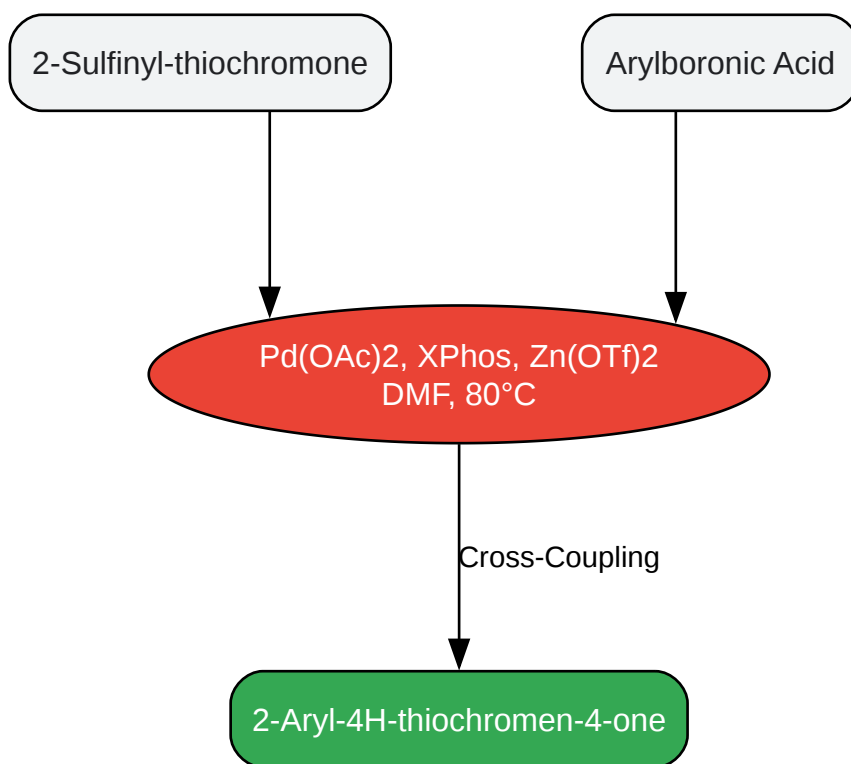 2-Sulfinyl-thiochromone
Arylboronic Acid
Pd(OAc)2, XPhos, Zn(OTf)2
DMF, 80°C
Cross-Coupling
2-Aryl-4H-thiochromen-4-one